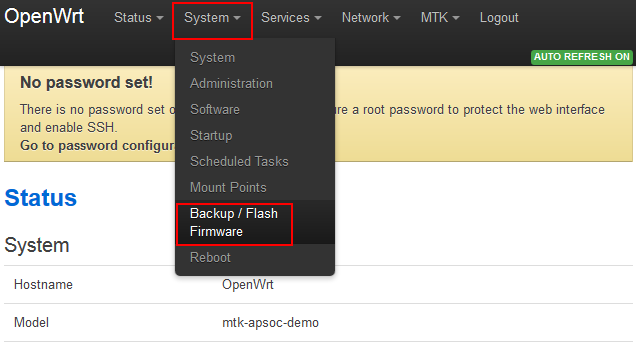 OpenWrt Status System Services Network MTK Logout
AUTO REFRESH ON
No password set!
There is no password set o
re a root password to protect the web interface
and enable SSH.
Go to password configura
System
Administration
Software
Startup
Scheduled Tasks
Mount Points
Backup / Flash
Firmware
Reboot
Status
System
Hostname OpenWrt
Model mtk-apsoc-demo